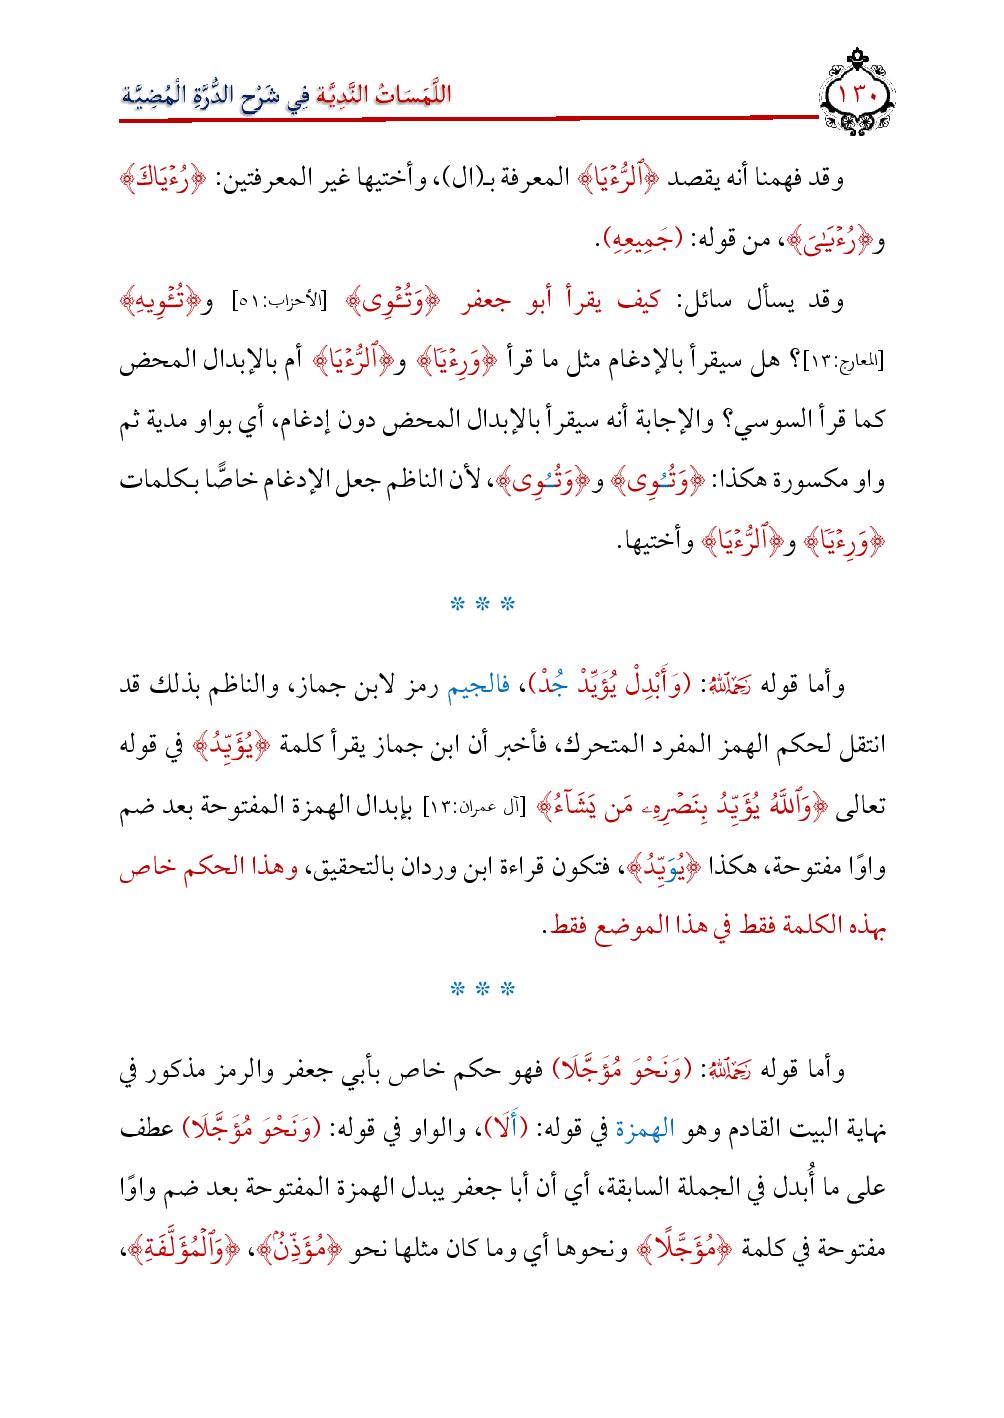 ١٣٠
اللَّمَسَاتُ النَّدِيَّة فِي شَرْح الدُّرَّةِ الْمُضِيَّة
وقد فهمنا أنه يقصد ﴿ٱلرُّءْيَا﴾ المعرفة بـ(ال)، وأختيها غير المعرفتين: ﴿رُءْيَاكَ﴾
و﴿رُءْيَـٰىَ﴾، من قوله: (جَمِيعِهِ).
وقد يسأل سائل: كيف يقرأ أبو جعفر ﴿وَتُـْٔوِى﴾ [الأحزاب:٥١] و﴿تُـْٔوِيهِ﴾
[المعارج:١٣]؟ هل سيقرأ بالإدغام مثل ما قرأ ﴿وَرِءْيًا﴾ و﴿ٱلرُّءْيَا﴾ أم بالإبدال المحض
كما قرأ السوسي؟ والإجابة أنه سيقرأ بالإبدال المحض دون إدغام، أي بواو مدية ثم
واو مكسورة هكذا: ﴿وَتُـُوِى﴾ و﴿وَتُـُوِى﴾، لأن الناظم جعل الإدغام خاصًّا بكلمات
﴿وَرِءْيًا﴾ و﴿ٱلرُّءْيَا﴾ وأختيها.
* * *
وأما قوله رَحِمَهُ ٱللَّهُ: (وَأَبْدِلْ يُؤَيِّدْ جُدْ)، فالجيم رمز لابن جماز، والناظم بذلك قد
انتقل لحكم الهمز المفرد المتحرك، فأخبر أن ابن جماز يقرأ كلمة ﴿يُؤَيِّدُ﴾ في قوله
تعالى ﴿وَٱللَّهُ يُؤَيِّدُ بِنَصْرِهِۦ مَن يَشَآءُ﴾ [آل عمران:١٣] بإبدال الهمزة المفتوحة بعد ضم
واوًا مفتوحة، هكذا ﴿يُوَيِّدُ﴾، فتكون قراءة ابن وردان بالتحقيق، وهذا الحكم خاص
بهذه الكلمة فقط في هذا الموضع فقط.
* * *
وأما قوله رَحِمَهُ ٱللَّهُ: (وَنَحْوَ مُؤَجَّلَا) فهو حكم خاص بأبي جعفر والرمز مذكور في
نهاية البيت القادم وهو الهمزة في قوله: (أَلَا)، والواو في قوله: (وَنَحْوَ مُؤَجَّلَا) عطف
على ما أُبدل في الجملة السابقة، أي أن أبا جعفر يبدل الهمزة المفتوحة بعد ضم واوًا
مفتوحة في كلمة ﴿مُؤَجَّلًا﴾ ونحوها أي وما كان مثلها نحو ﴿مُؤَذِّنٌۢ﴾، ﴿وَٱلْمُؤَلَّفَةِ﴾،